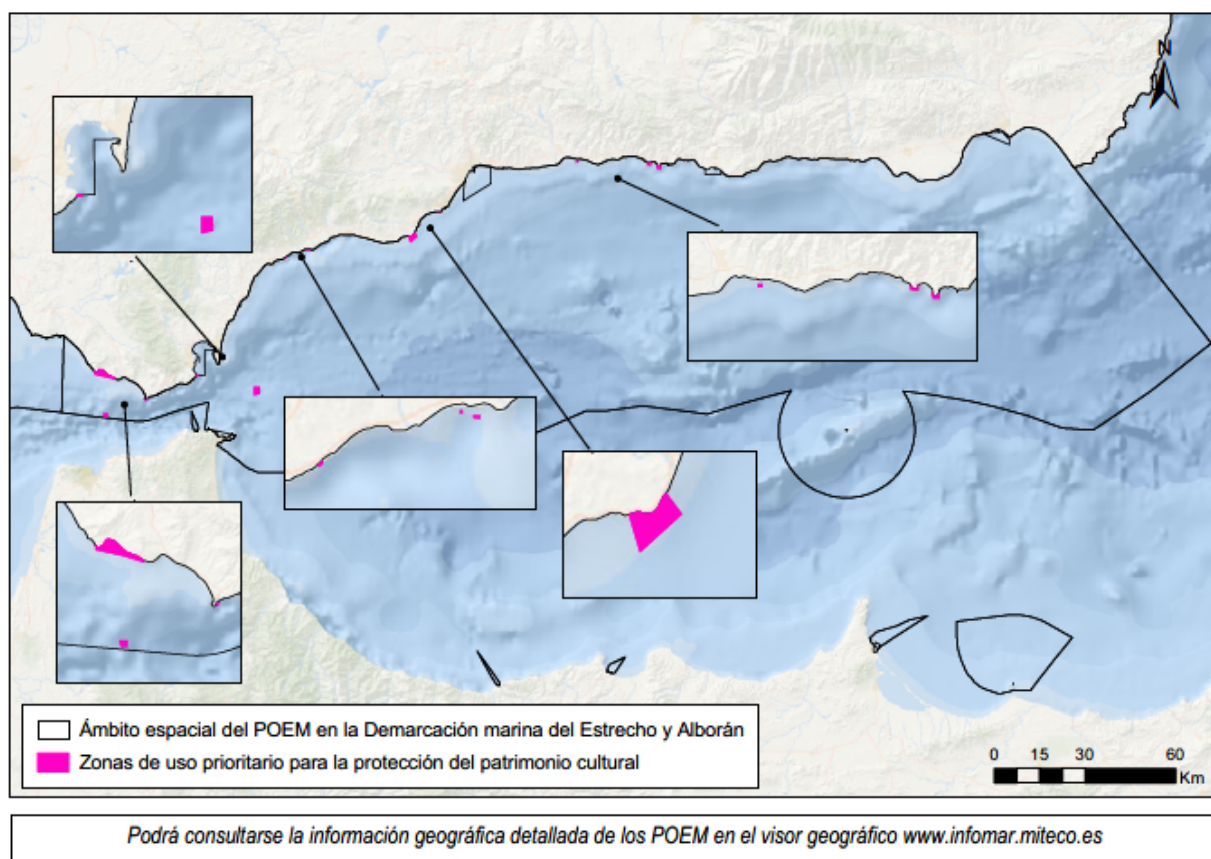 N
Ámbito espacial del POEM en la Demarcación marina del Estrecho y Alborán
Zonas de uso prioritario para la protección del patrimonio cultural
0 15 30 60
Km
Podrá consultarse la información geográfica detallada de los POEM en el visor geográfico www.infomar.miteco.es